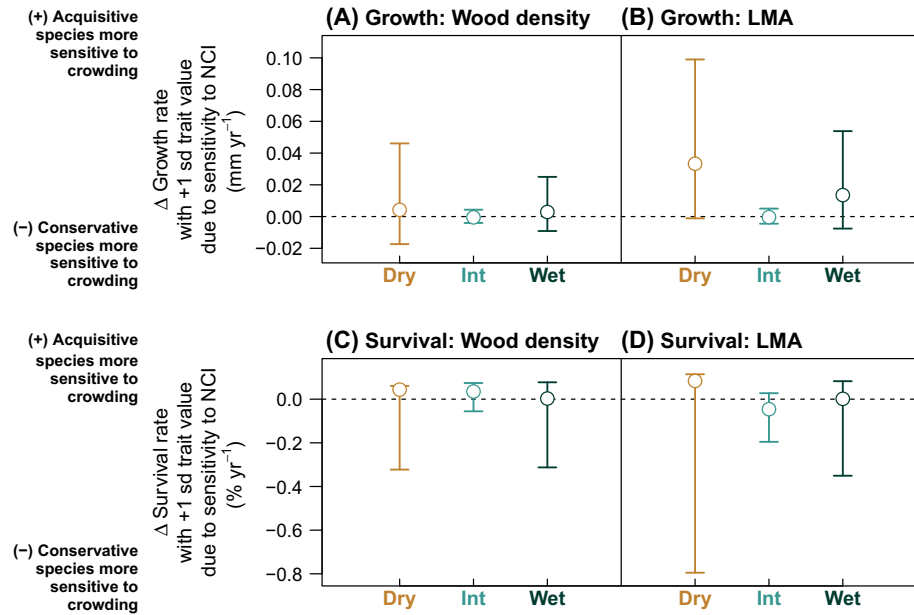 (+) Acquisitive
species more
sensitive to
crowding
(−) Conservative
species more
sensitive to
crowding
Δ Growth rate
with +1 sd trait value
due to sensitivity to NCI
(mm yr⁻¹)
(A) Growth: Wood density
(B) Growth: LMA
0.10
0.08
0.06
0.04
0.02
0.00
−0.02
Dry Int Wet
Dry Int Wet
(+) Acquisitive
species more
sensitive to
crowding
(−) Conservative
species more
sensitive to
crowding
Δ Survival rate
with +1 sd trait value
due to sensitivity to NCI
(% yr⁻¹)
(C) Survival: Wood density
(D) Survival: LMA
0.0
−0.2
−0.4
−0.6
−0.8
Dry Int Wet
Dry Int Wet